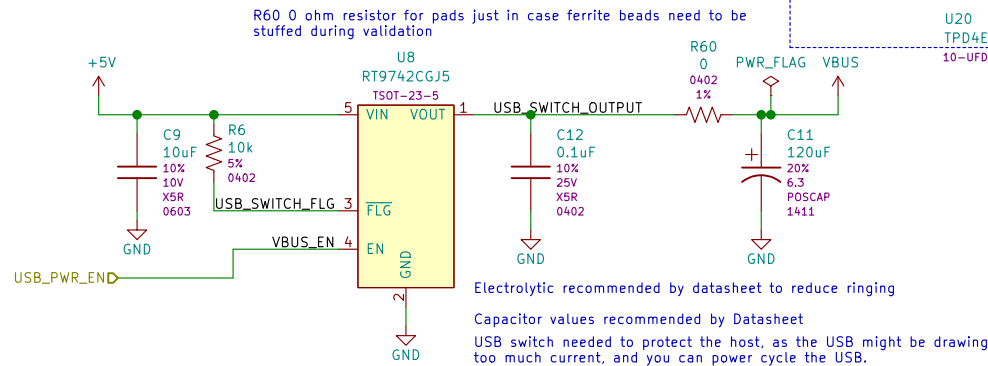 R60 0 ohm resistor for pads just in case ferrite beads need to be
stuffed during validation
U20
TPD4E
10-UFD
+5V
U8
RT9742CGJ5
TSOT-23-5
R60
0
0402
1%
PWR_FLAG
VBUS
5
VIN
VOUT
1
USB_SWITCH_OUTPUT
C9
10uF
10%
10V
X5R
0603
R6
10k
5%
0402
C12
0.1uF
10%
25V
X5R
0402
C11
120uF
20%
6.3
POSCAP
1411
USB_SWITCH_FLG
3
FLG
VBUS_EN
4
EN
GND
2
GND
GND
GND
GND
USB_PWR_EN
Electrolytic recommended by datasheet to reduce ringing
Capacitor values recommended by Datasheet
USB switch needed to protect the host, as the USB might be drawing
too much current, and you can power cycle the USB.